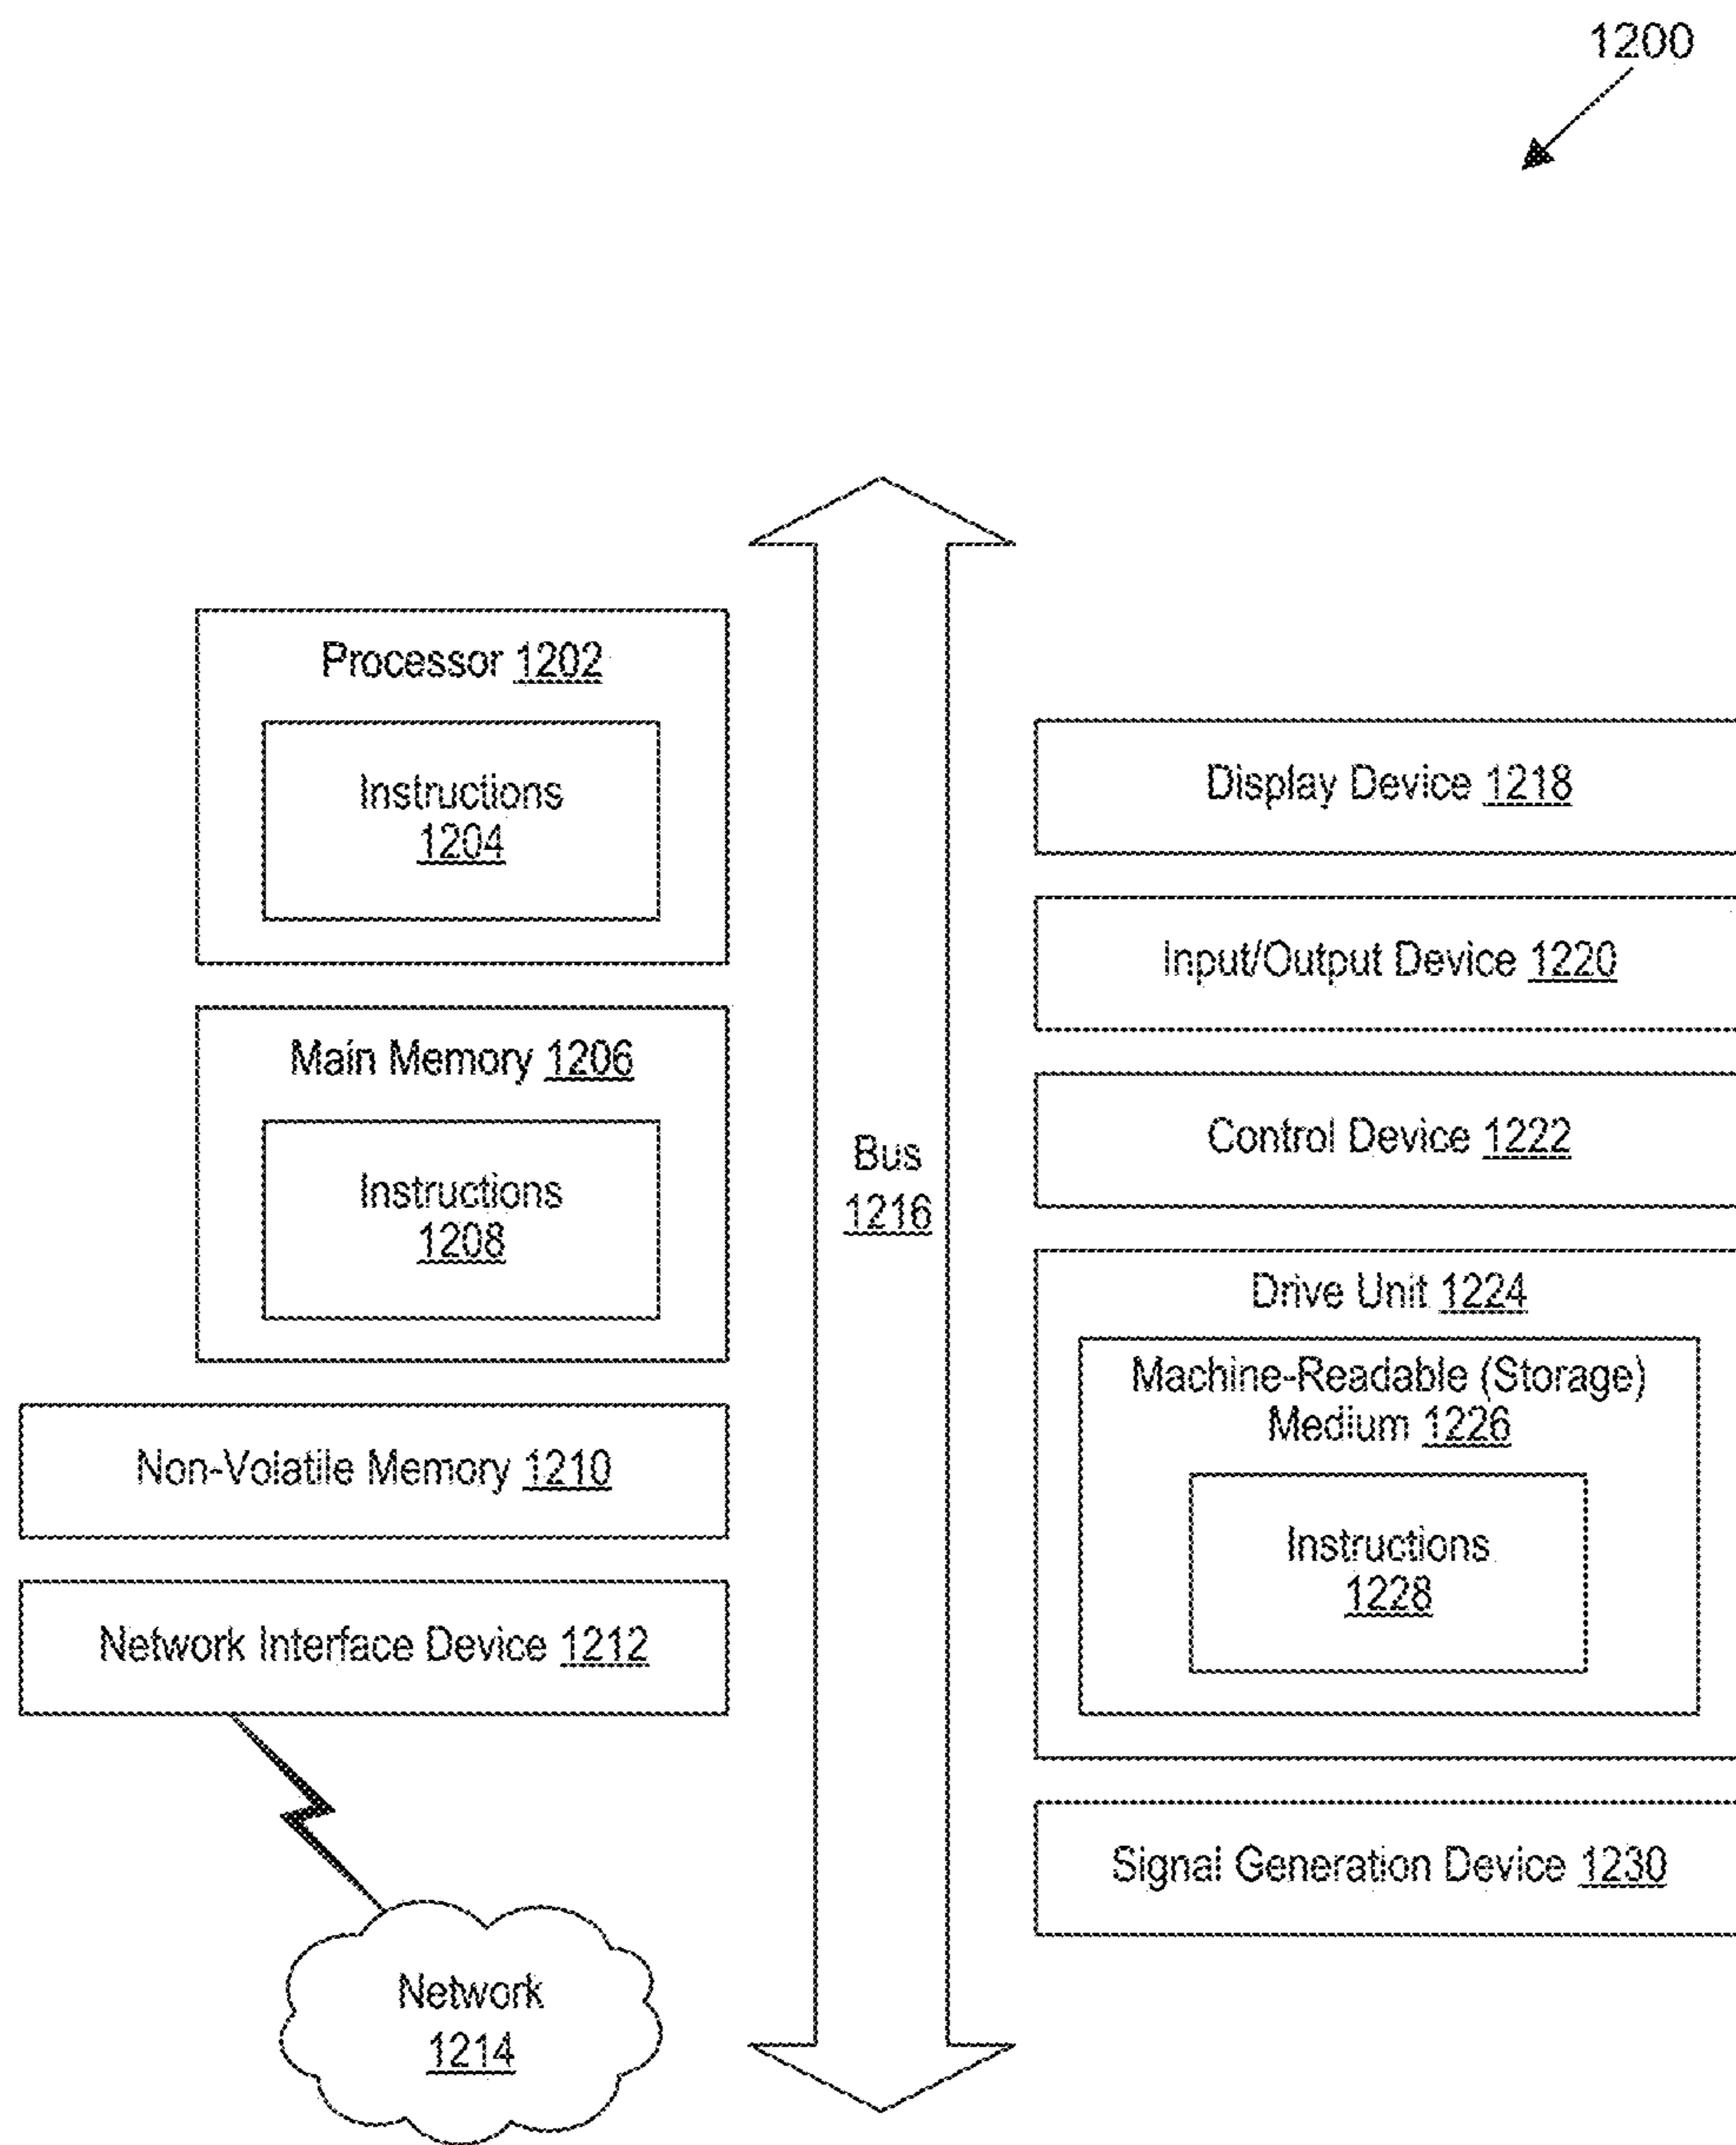 1200
Processor 1202
Instructions
1204
Main Memory 1206
Instructions
1208
Non-Volatile Memory 1210
Network Interface Device 1212
Network
1214
Bus
1216
Display Device 1218
Input/Output Device 1220
Control Device 1222
Drive Unit 1224
Machine-Readable (Storage)
Medium 1226
Instructions
1228
Signal Generation Device 1230